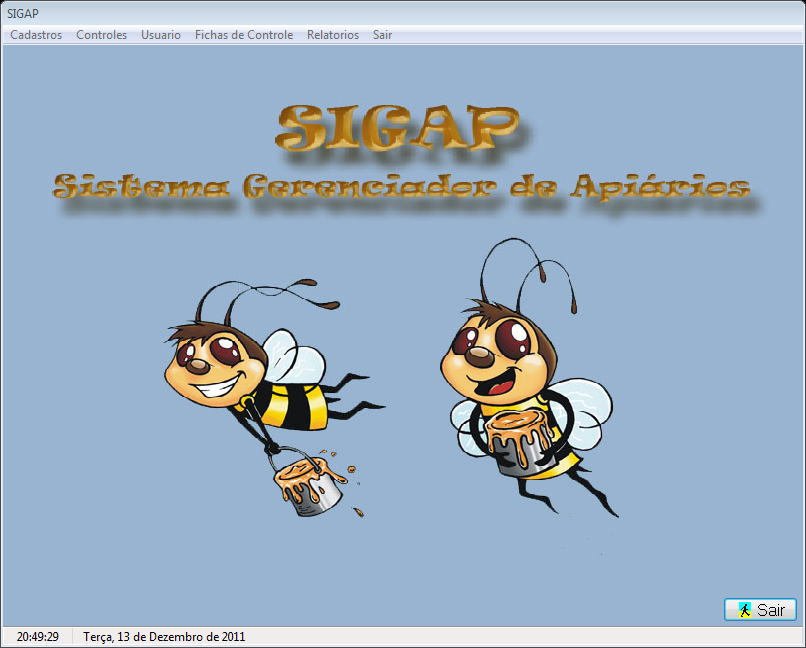 SIGAP
Cadastros Controles Usuario Fichas de Controle Relatorios Sair
SIGAP
Sistema Gerenciador de Apiários
Sair
20:49:29 Terça, 13 de Dezembro de 2011